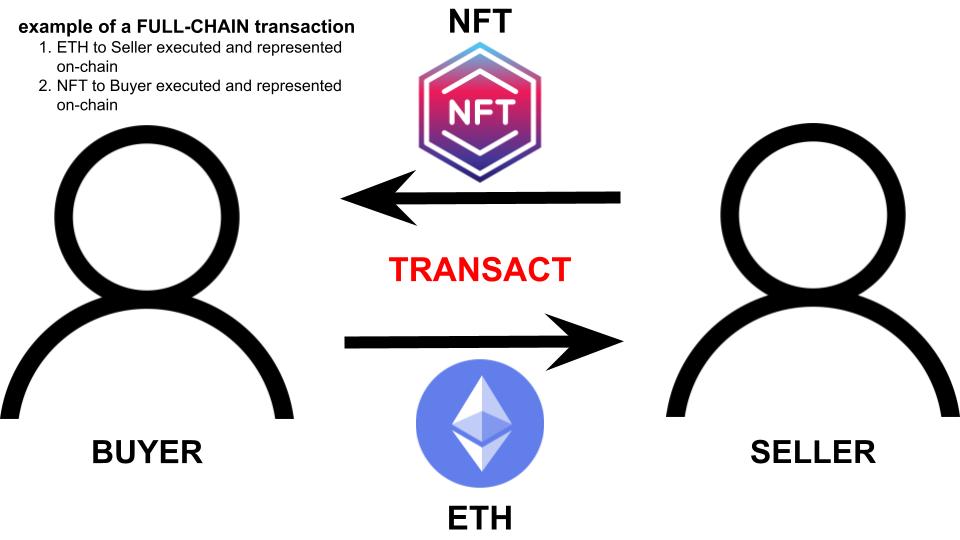 example of a FULL-CHAIN transaction
1. ETH to Seller executed and represented
on-chain
2. NFT to Buyer executed and represented
on-chain
NFT
NFT
TRANSACT
BUYER
SELLER
ETH